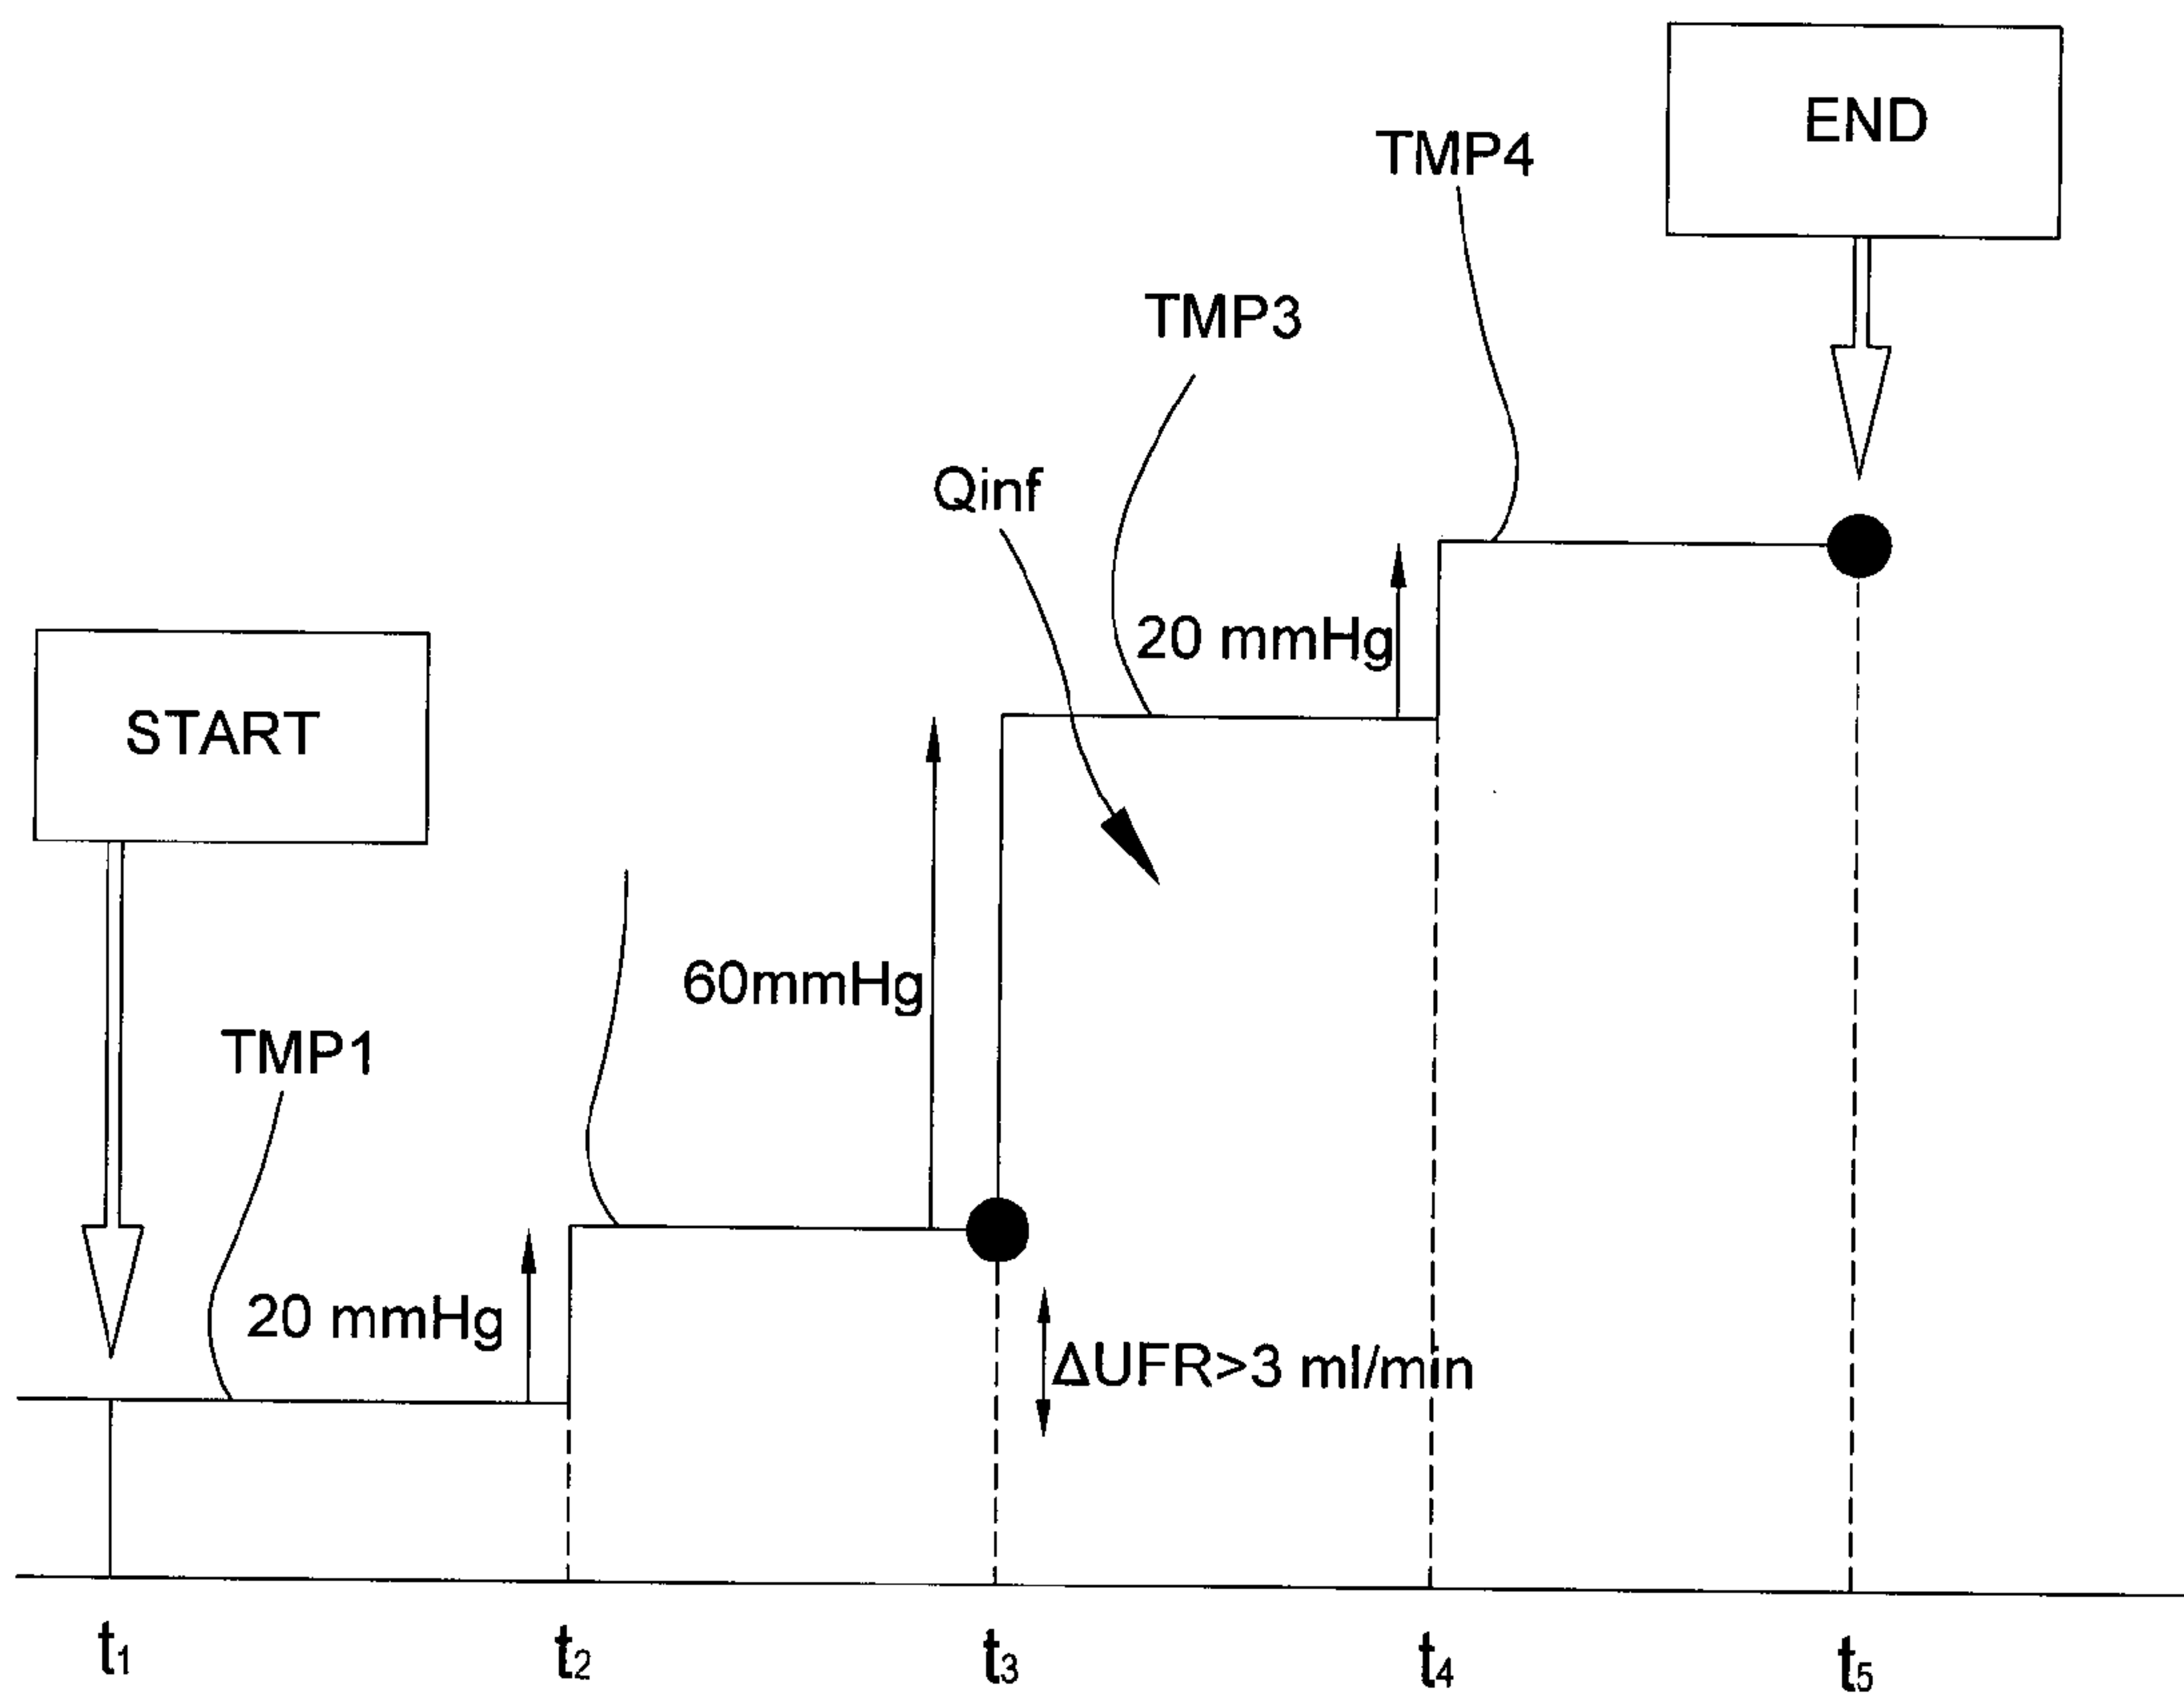 END
TMP4
TMP3
Qinf
20 mmHg
START
60mmHg
TMP1
20 mmHg
ΔUFR>3 ml/min
t1 t2 t3 t4 t5